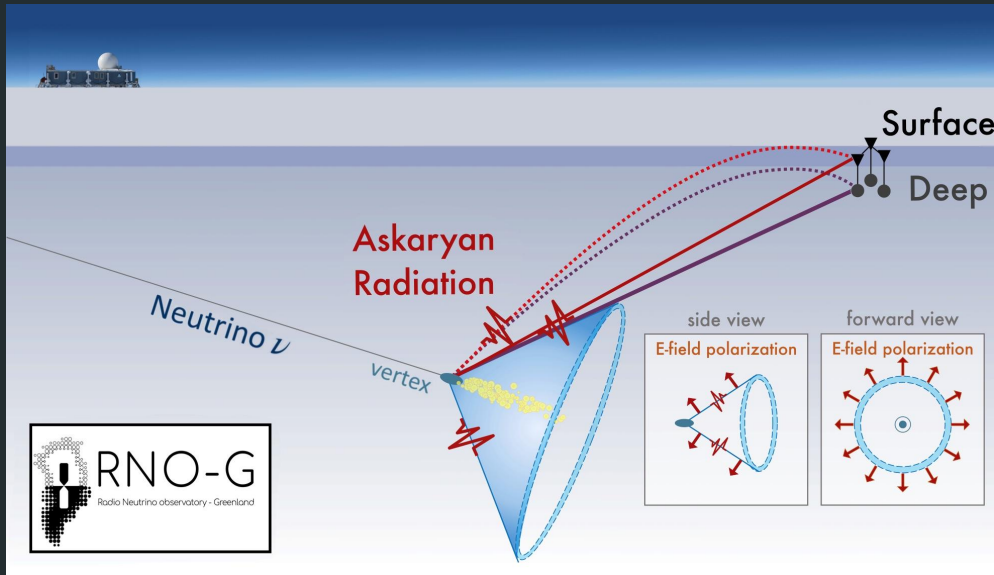 Surface
Deep
Askaryan
Radiation
Neutrino ν
vertex
side view
E-field polarization
forward view
E-field polarization
RNO-G
Radio Neutrino observatory - Greenland